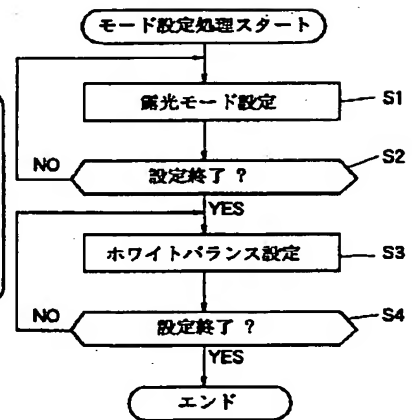 モード設定処理スタート
露光モード設定 S1
設定終了 ? S2
NO
YES
ホワイトバランス設定 S3
設定終了 ? S4
NO
YES
エンド